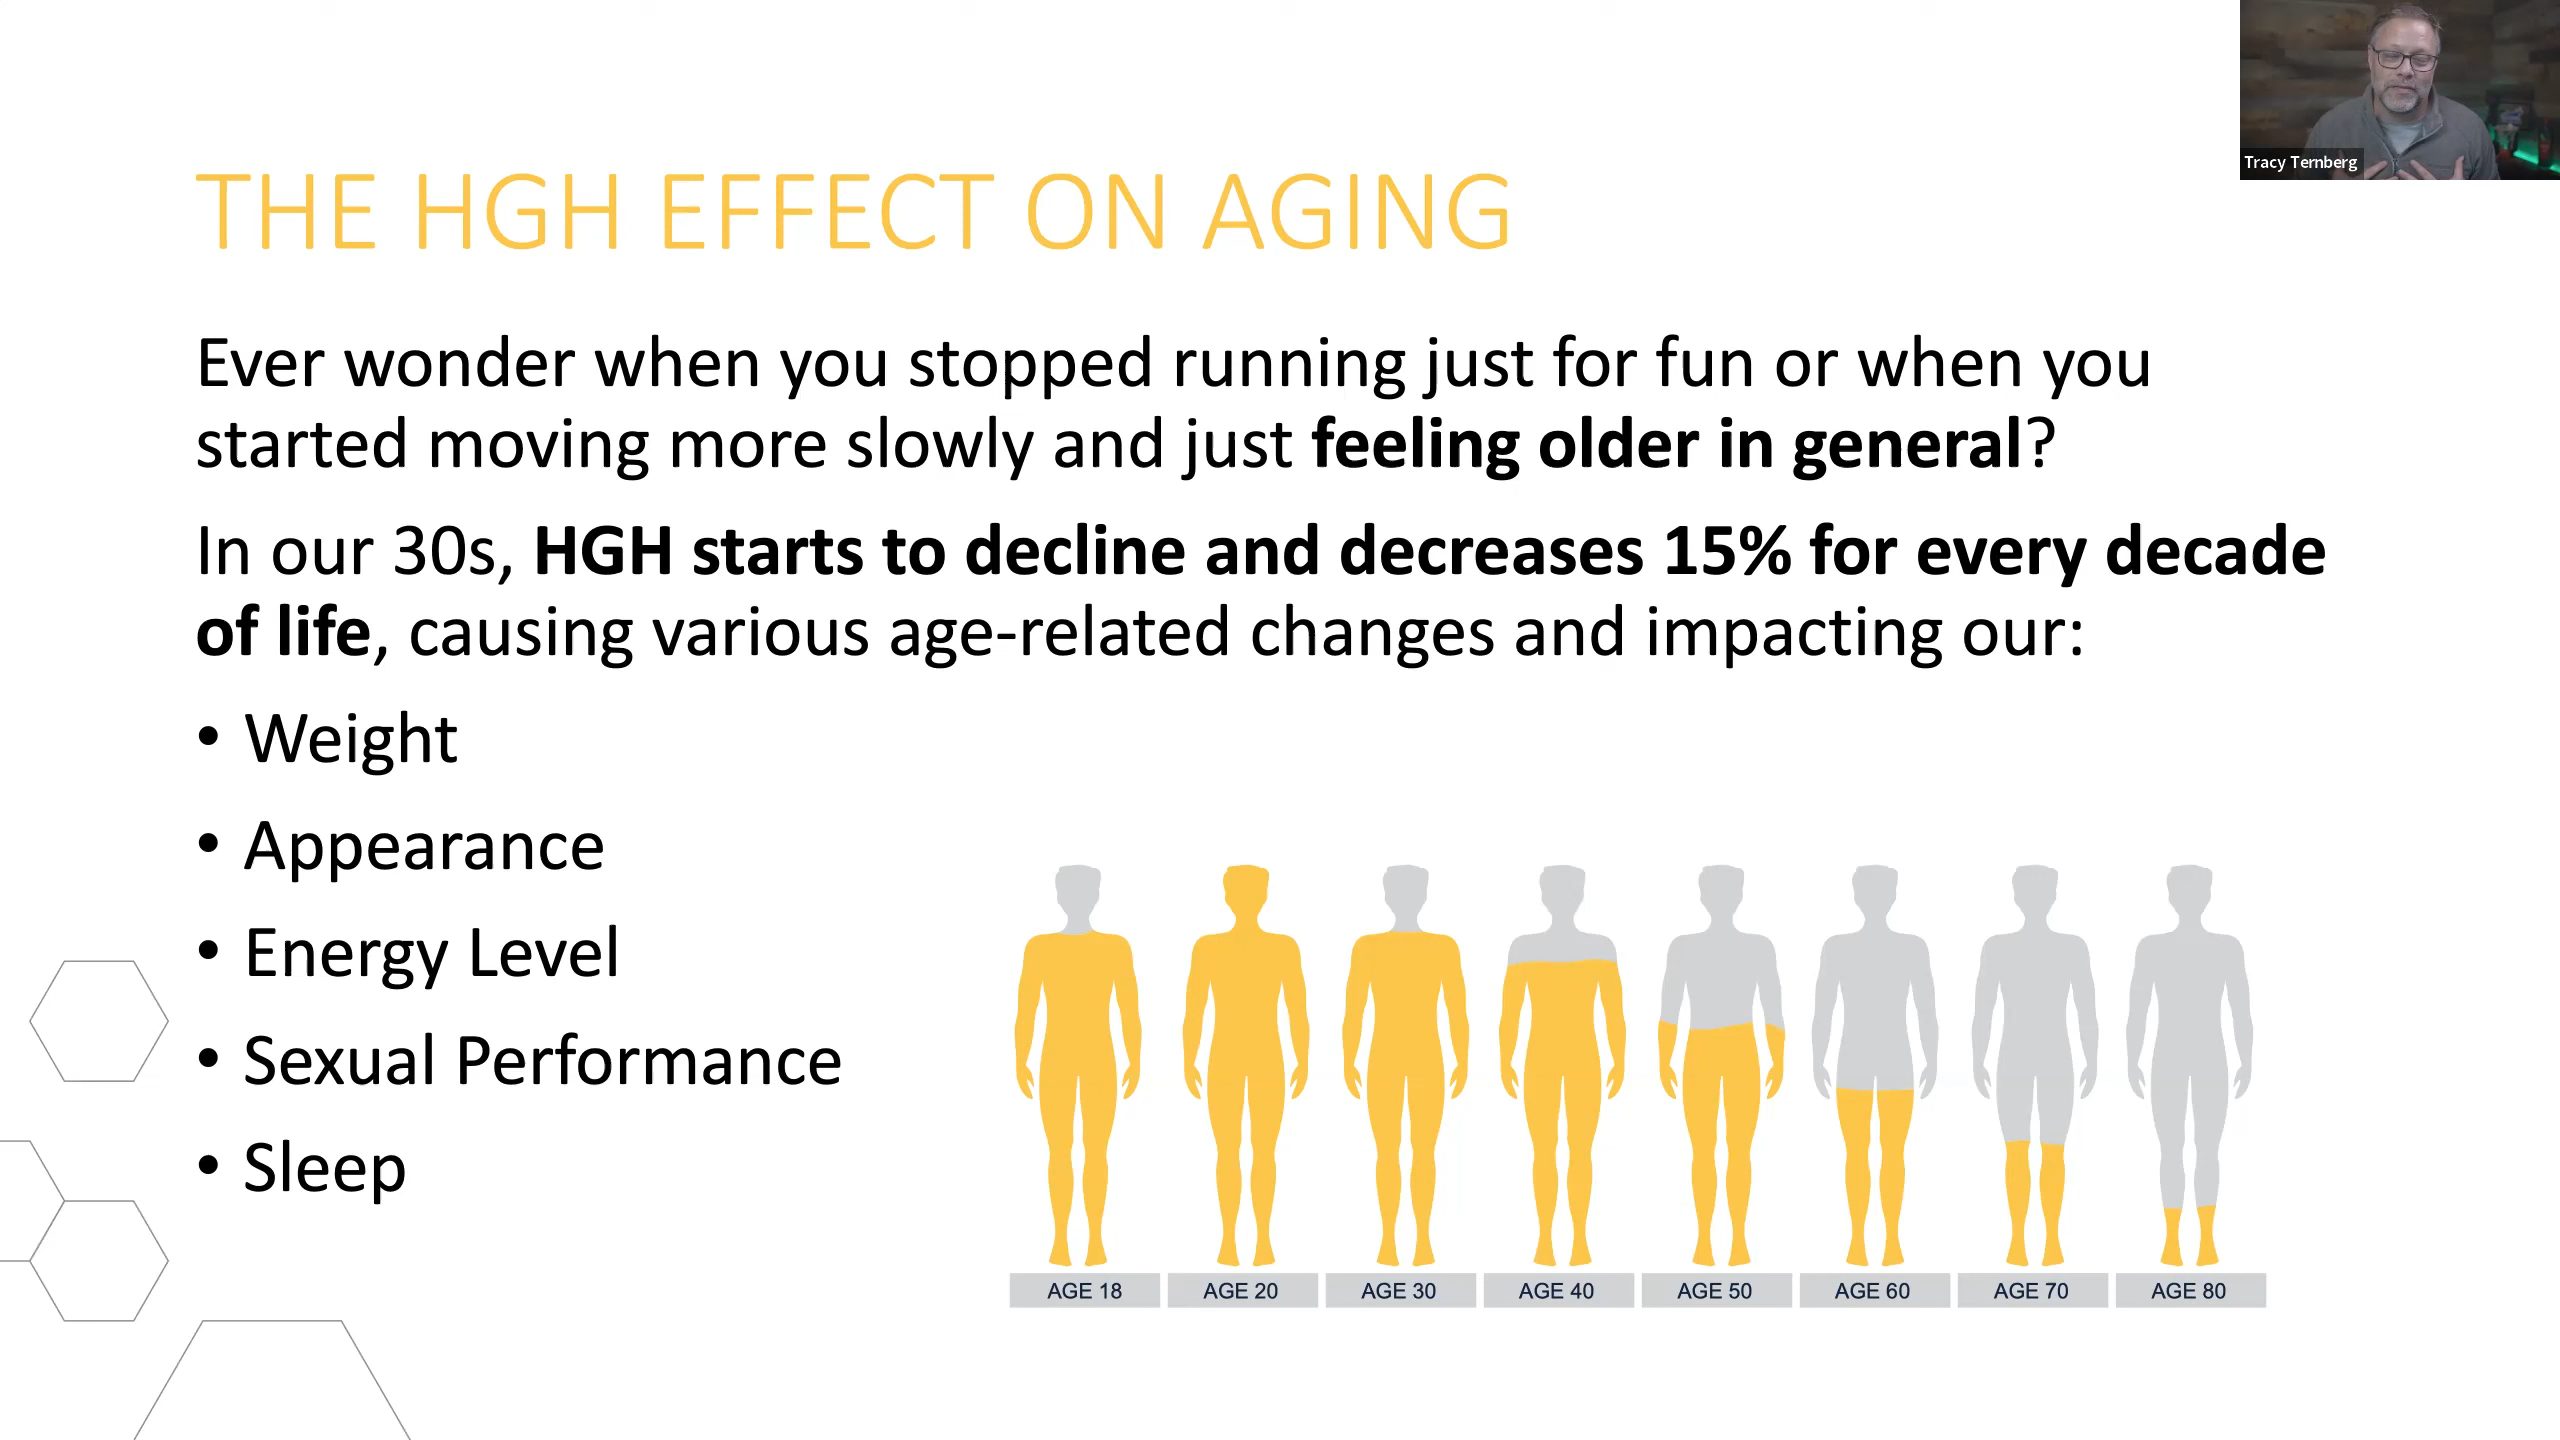 Tracy Ternberg
THE HGH EFFECT ON AGING
Ever wonder when you stopped running just for fun or when you
started moving more slowly and just feeling older in general?
In our 30s, HGH starts to decline and decreases 15% for every decade
of life, causing various age-related changes and impacting our:
• Weight
• Appearance
• Energy Level
• Sexual Performance
• Sleep
AGE 18
AGE 20
AGE 30
AGE 40
AGE 50
AGE 60
AGE 70
AGE 80